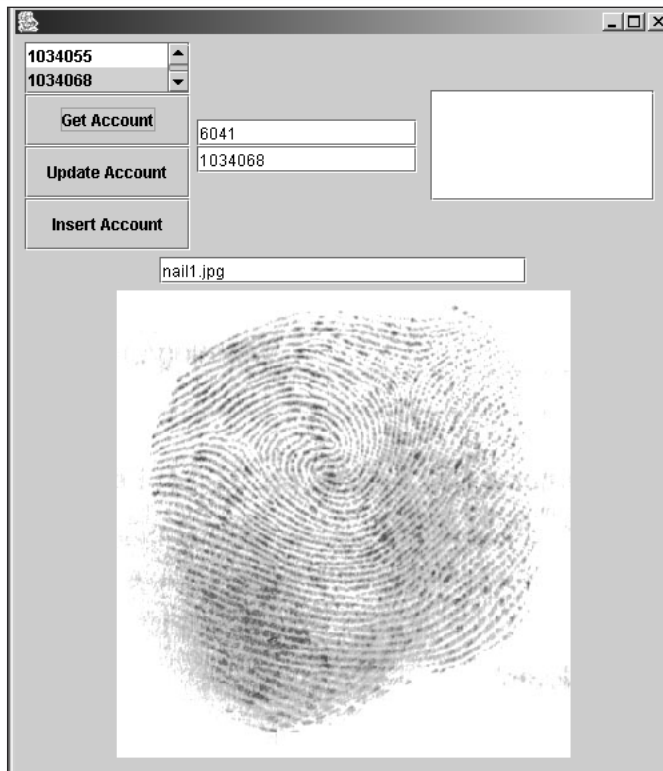 1034055
1034068
Get Account
Update Account
Insert Account
6041
1034068
nail1.jpg